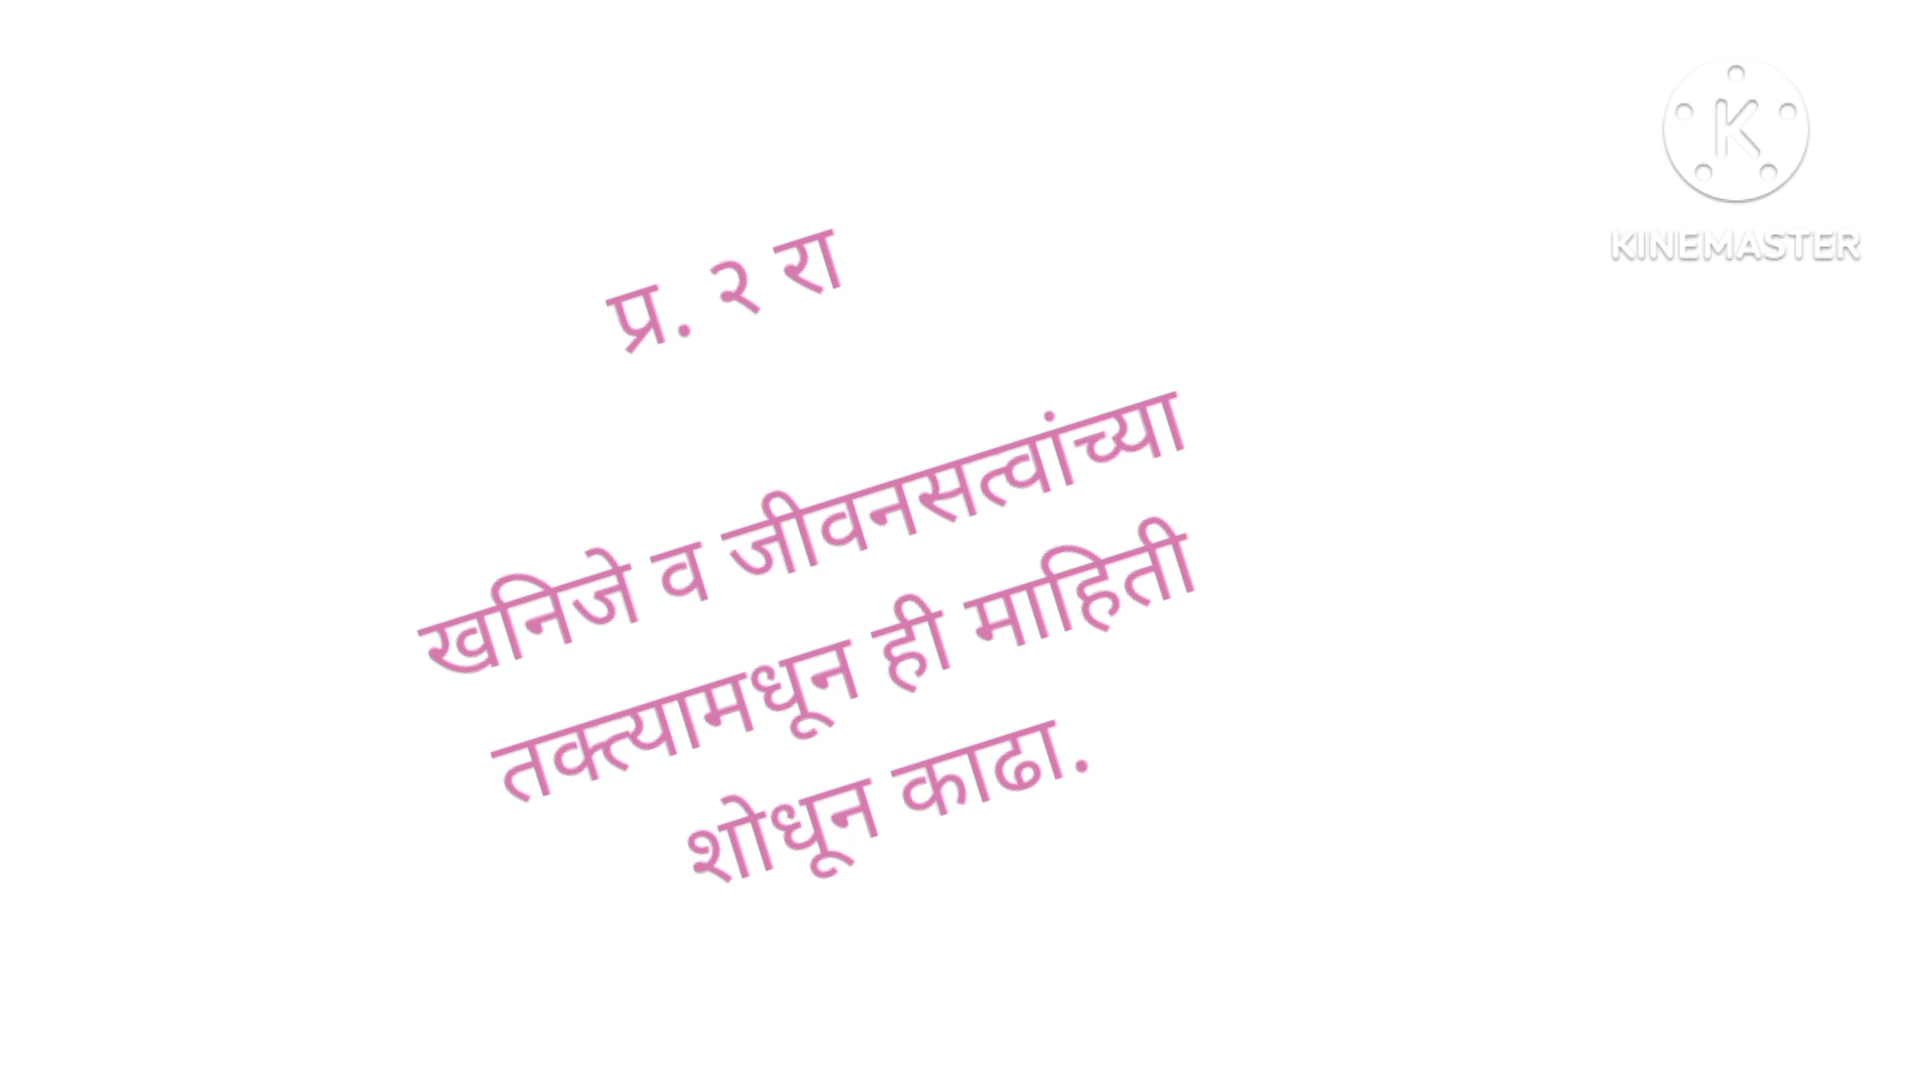 KINEMASTER
प्र. २ रा
खनिजे व जीवनसत्वांच्या
तक्त्यामधून ही माहिती
शोधून काढा.